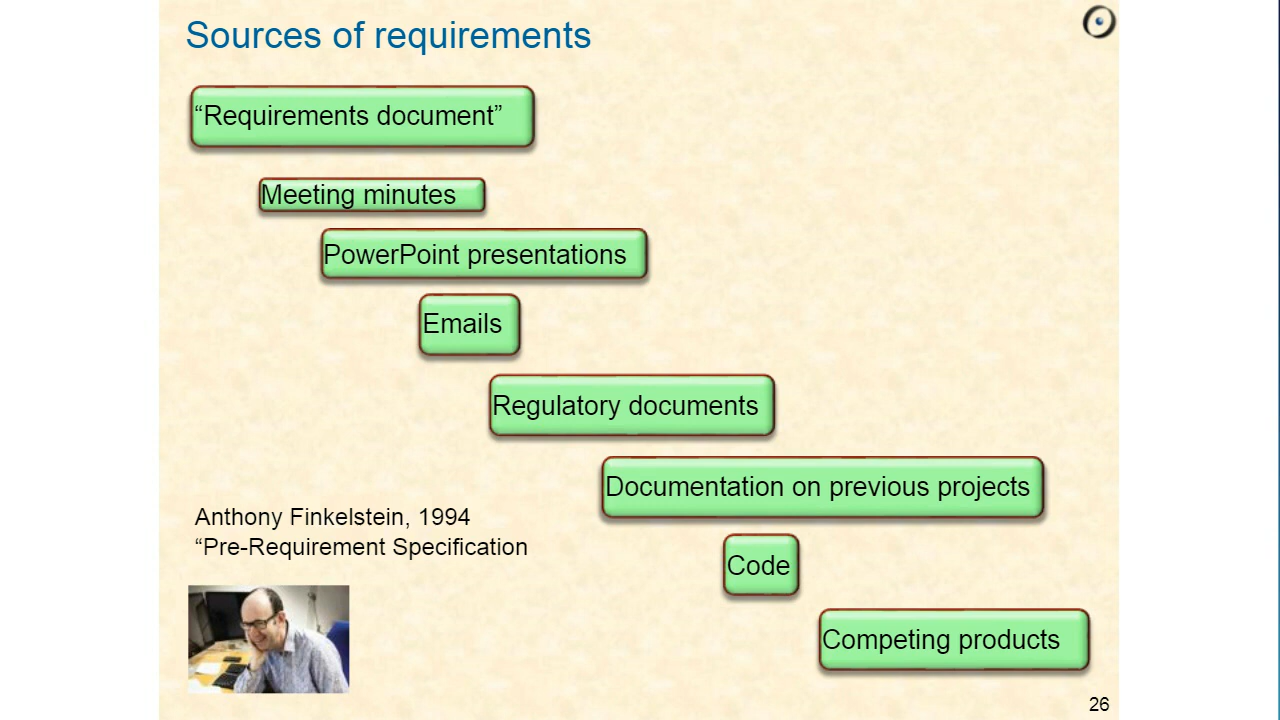 Sources of requirements
“Requirements document”
Meeting minutes
PowerPoint presentations
Emails
Regulatory documents
Documentation on previous projects
Anthony Finkelstein, 1994
“Pre-Requirement Specification
Code
Competing products
26